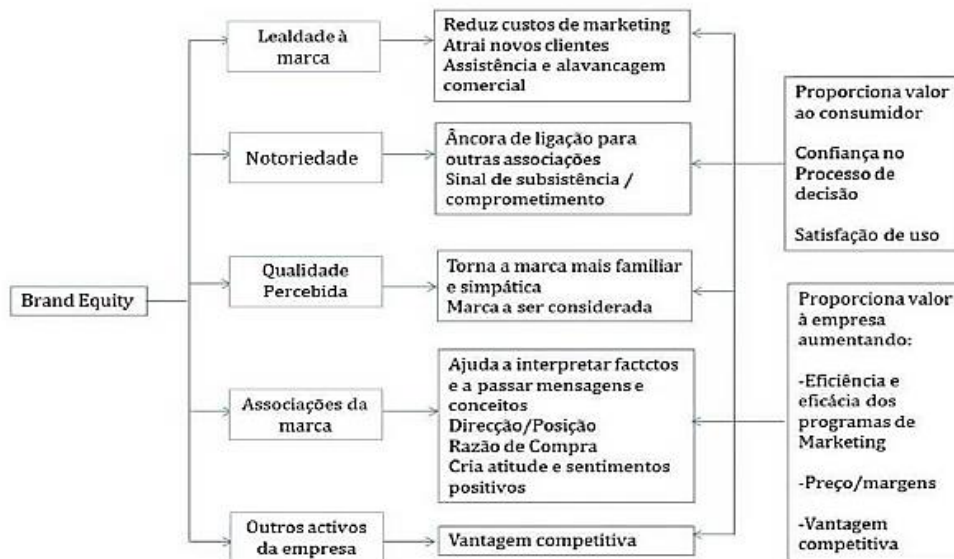 Brand Equity
Lealdade à
marca
Reduz custos de marketing
Atrai novos clientes
Assistência e alavancagem
comercial
Notoriedade
Âncora de ligação para
outras associações
Sinal de subsistência /
comprometimento
Qualidade
Percebida
Torna a marca mais familiar
e simpática
Marca a ser considerada
Associações da
marca
Ajuda a interpretar factctos
e a passar mensagens e
conceitos
Direcção/Posição
Razão de Compra
Cria atitude e sentimentos
positivos
Outros activos
da empresa
Vantagem competitiva
Proporciona valor
ao consumidor
Confiança no
Processo de
decisão
Satisfação de uso
Proporciona valor
à empresa
aumentando:
-Eficiência e
eficácia dos
programas de
Marketing
-Preço/margens
-Vantagem
competitiva